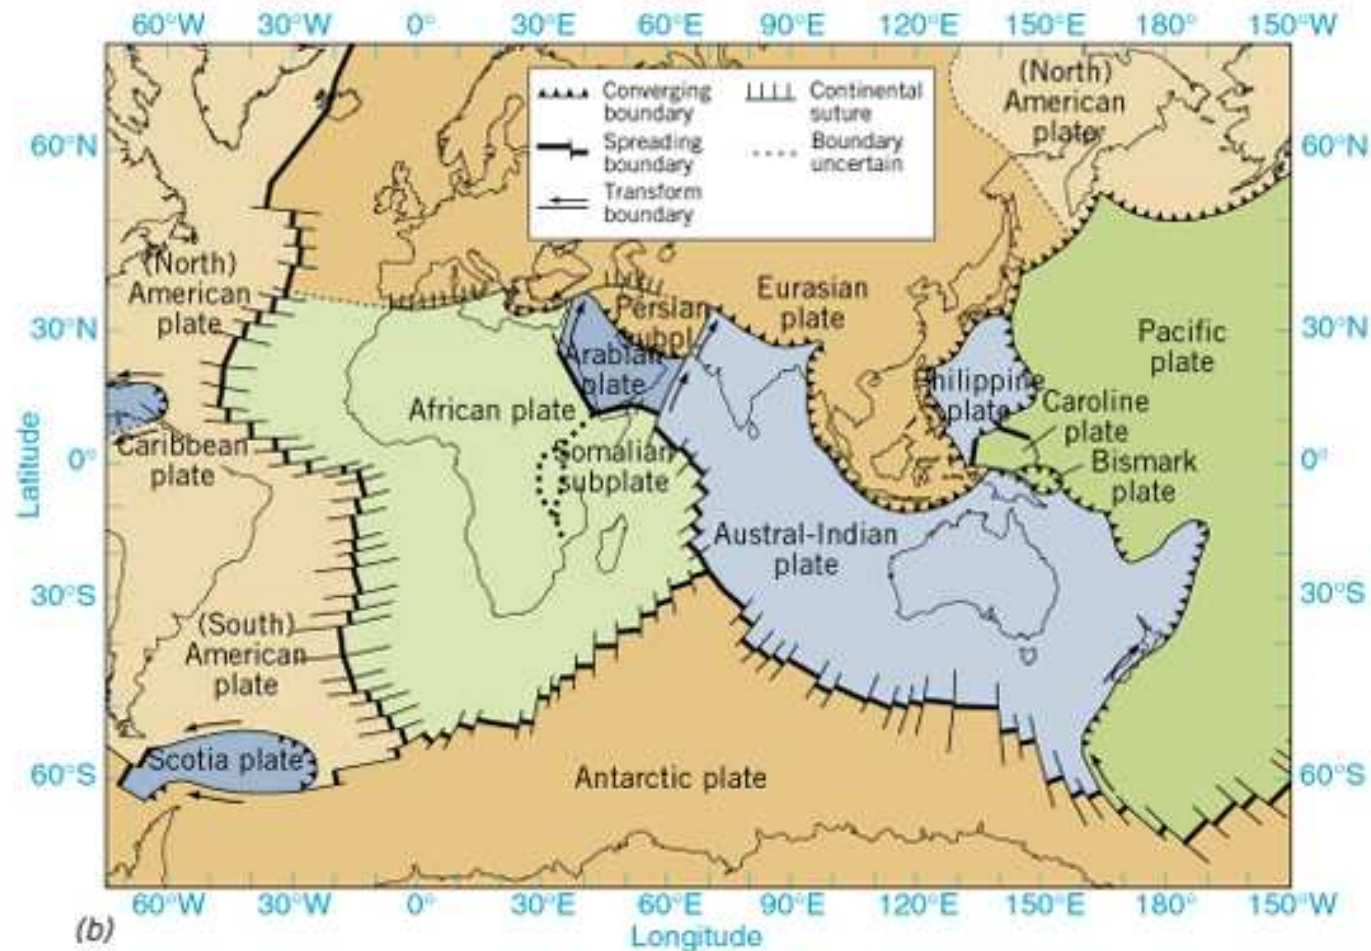 60°W 30°W 0° 30°E 60°E 90°E 120°E 150°E 180° 150°W
Converging
boundary
Spreading
boundary
Transform
boundary
Continental
suture
Boundary
uncertain
(North)
American
plate
60°N
60°N
(North)
American
plate
Eurasian
plate
Persian
subpl.
30°N
30°N
Arabian
plate
Pacific
plate
Philippine
plate
African plate
Caroline
plate
Caribbean
plate
Somalian
subplate
Bismark
plate
Latitude
0°
0°
Austral-Indian
plate
30°S
30°S
(South)
American
plate
Scotia plate
Antarctic plate
60°S
60°S
60°W 30°W 0° 30°E 60°E 90°E 120°E 150°E 180° 150°W
(b)
Longitude